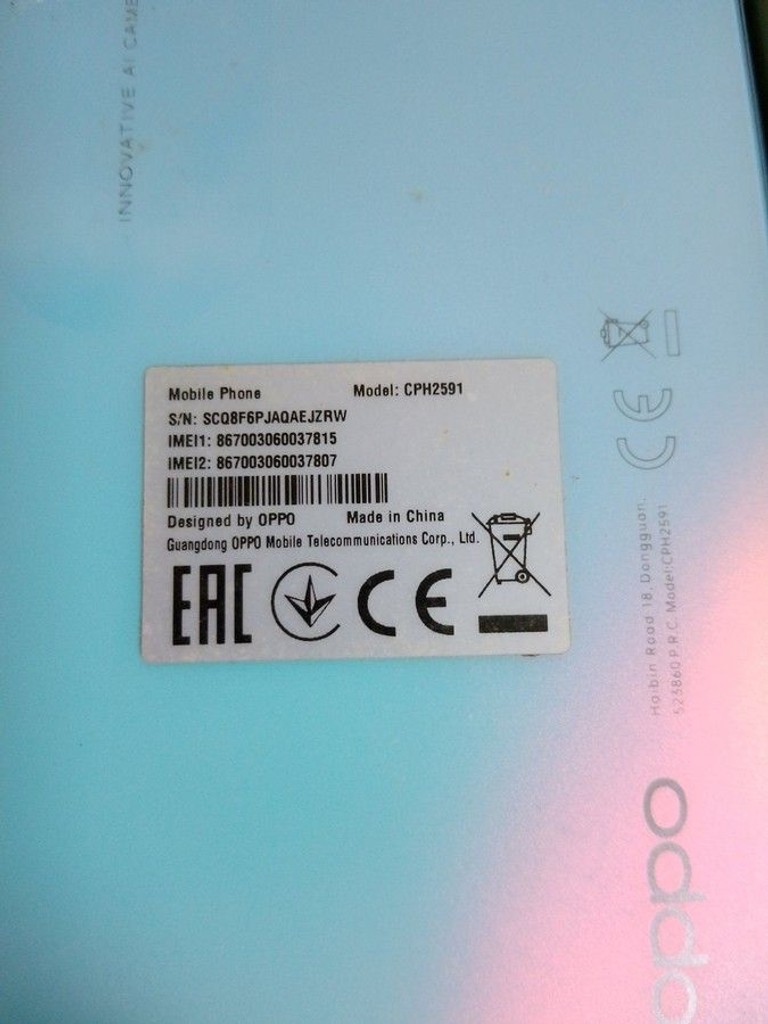 INNOVATIVE AI CAME
Mobile Phone Model: CPH2591
S/N: SCQ8F6PJAQAEJZRW
IMEI1: 867003060037815
IMEI2: 867003060037807
Designed by OPPO Made in China
Guangdong OPPO Mobile Telecommunications Corp., Ltd.
EAC CE
CE
Haibin Road 18, Dongguan,
523860 P.R.C. Model:CPH2591
oppo